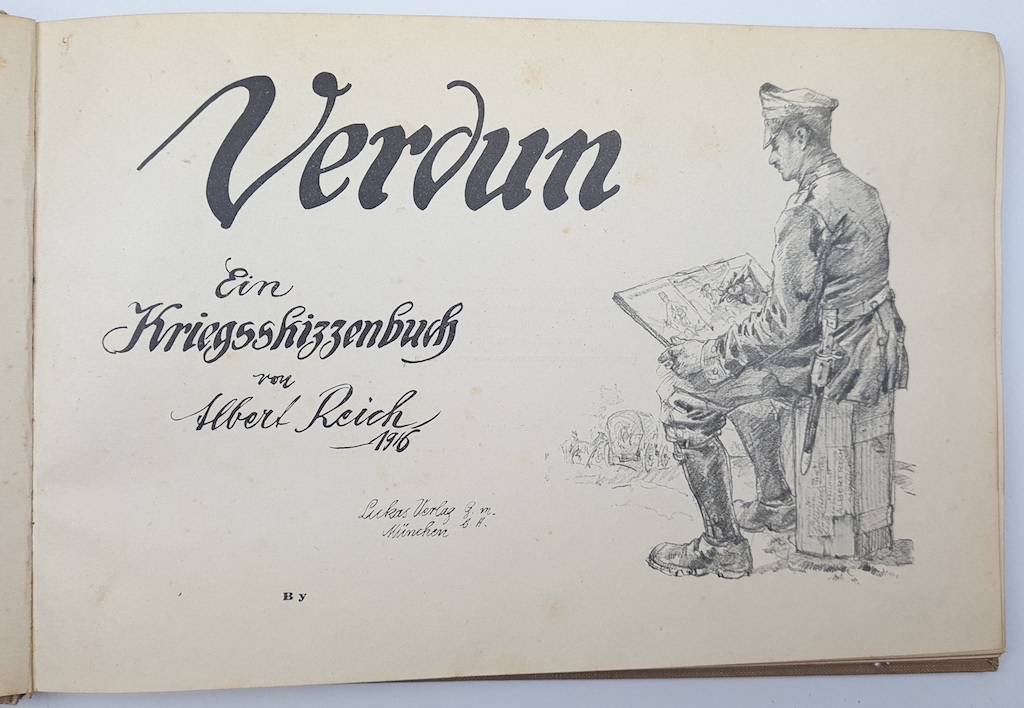 Verdun
Ein
Kriegsskizzenbuch
von
Albert Reich
1916
Lukas Verlag G. m.
München b. H.
By